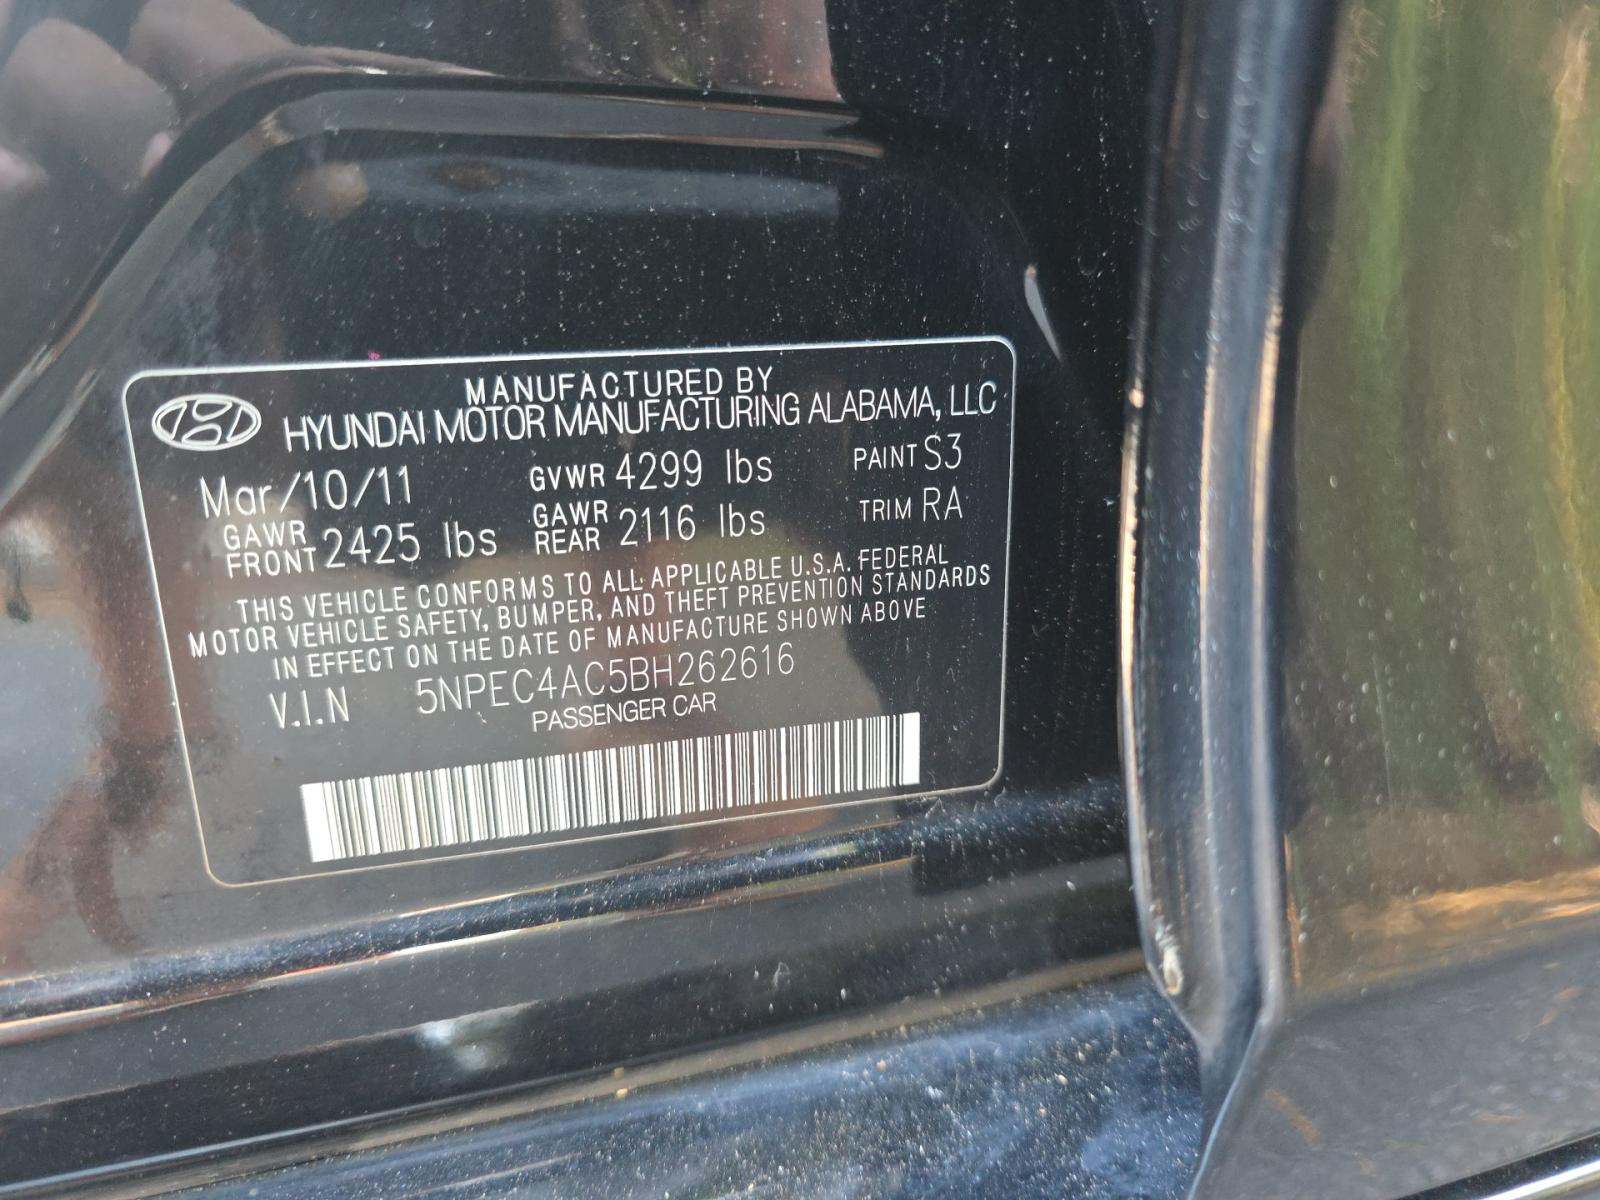 MANUFACTURED BY
HYUNDAI MOTOR MANUFACTURING ALABAMA, LLC
Mar/10/11 GVWR 4299 lbs PAINT S3
GAWR FRONT 2425 lbs GAWR REAR 2116 lbs TRIM RA
THIS VEHICLE CONFORMS TO ALL APPLICABLE U.S.A. FEDERAL
MOTOR VEHICLE SAFETY, BUMPER, AND THEFT PREVENTION STANDARDS
IN EFFECT ON THE DATE OF MANUFACTURE SHOWN ABOVE
V.I.N 5NPEC4AC5BH262616
PASSENGER CAR